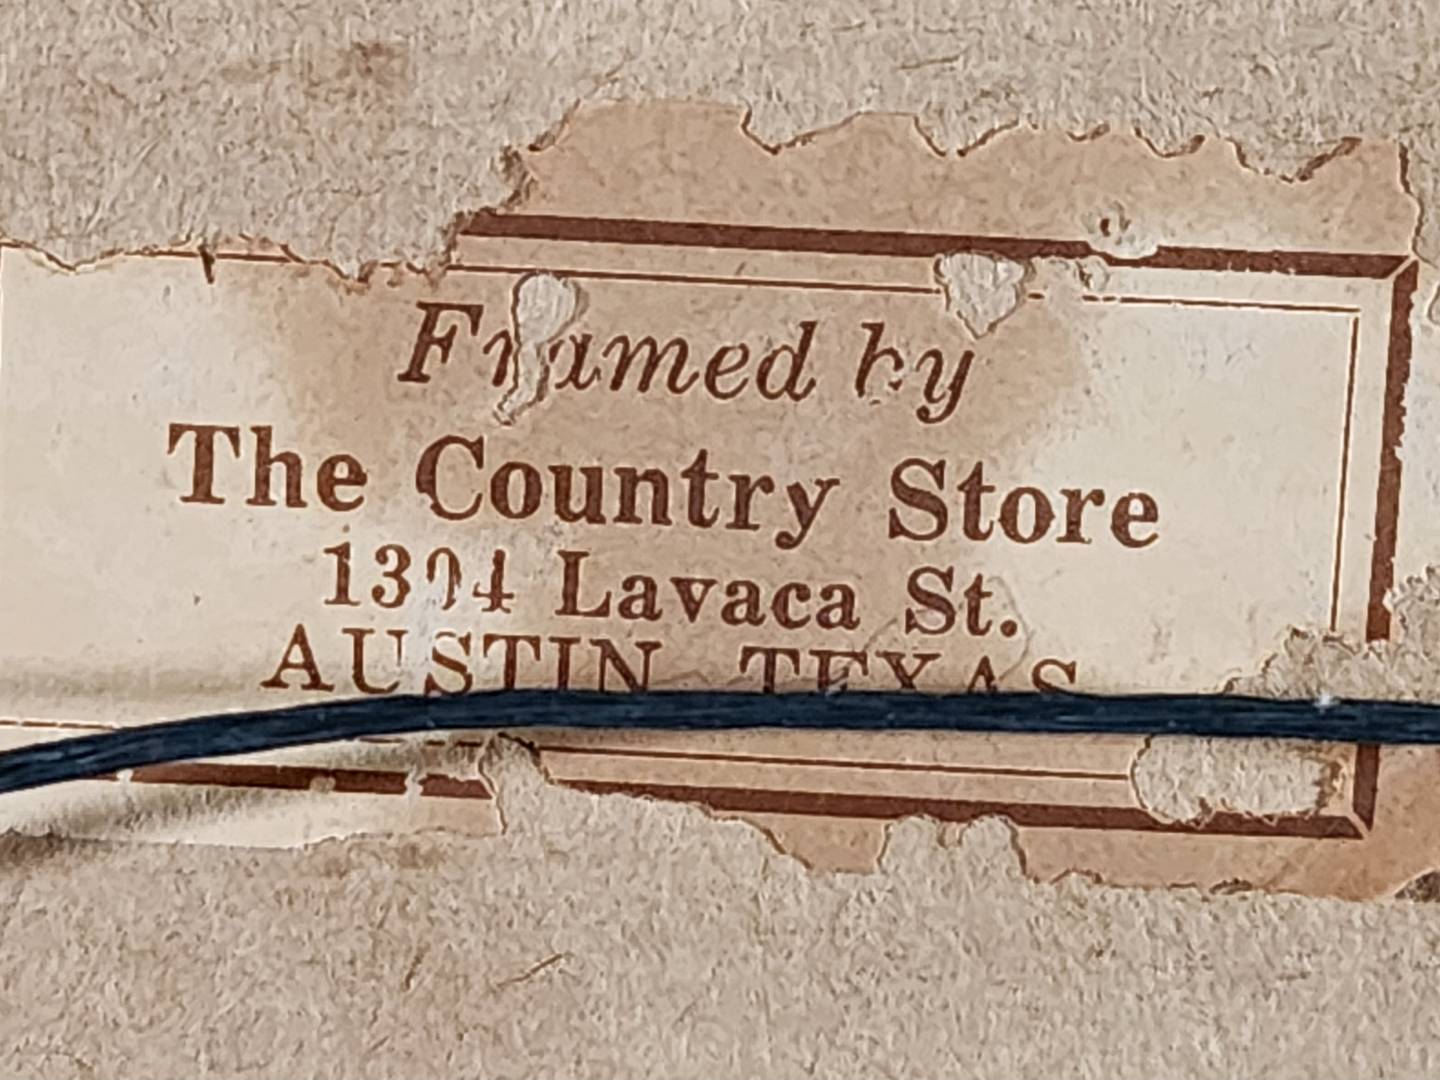 Framed by
The Country Store
1304 Lavaca St.
AUSTIN, TEXAS